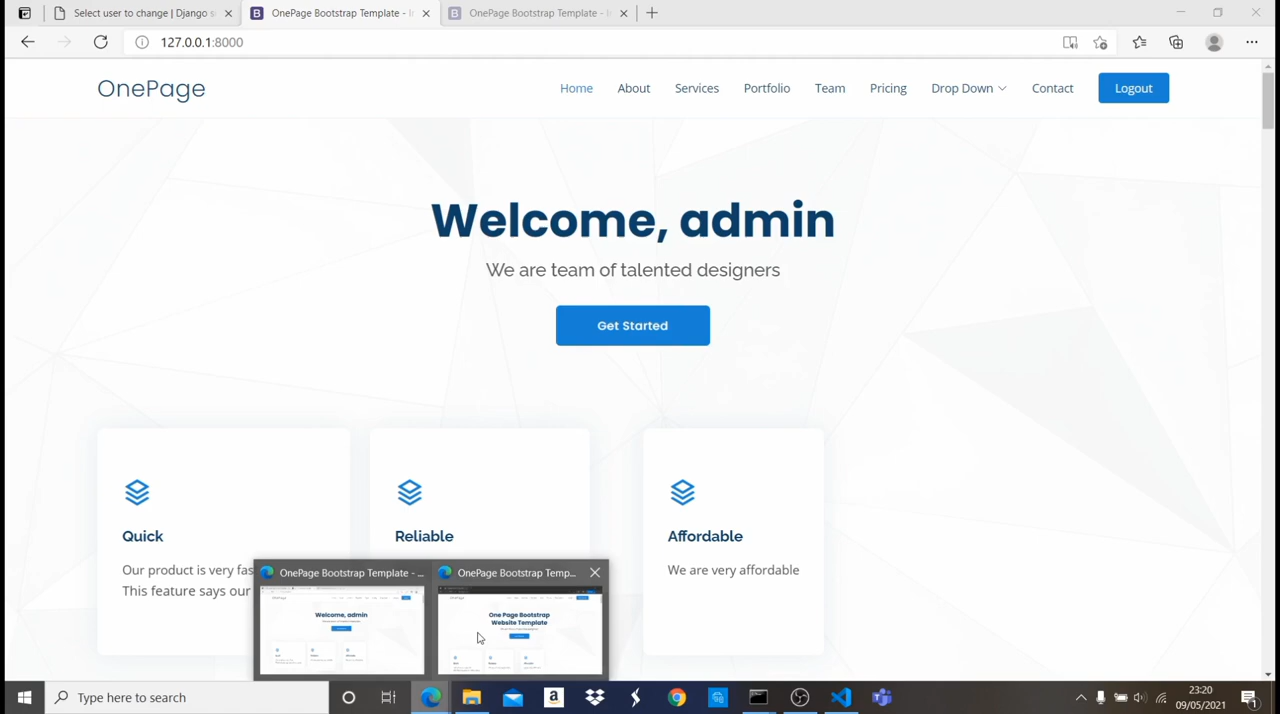 Select user to change | Django s
OnePage Bootstrap Template - I
OnePage Bootstrap Template - I
127.0.0.1:8000
OnePage
Home
About
Services
Portfolio
Team
Pricing
Drop Down
Contact
Logout
Welcome, admin
We are team of talented designers
Get Started
Quick
Our product is very fas
This feature says our
Reliable
Affordable
We are very affordable
OnePage Bootstrap Template - ...
OnePage Bootstrap Temp...
Welcome, admin
One Page Bootstrap
Website Template
Type here to search
23:20
09/05/2021